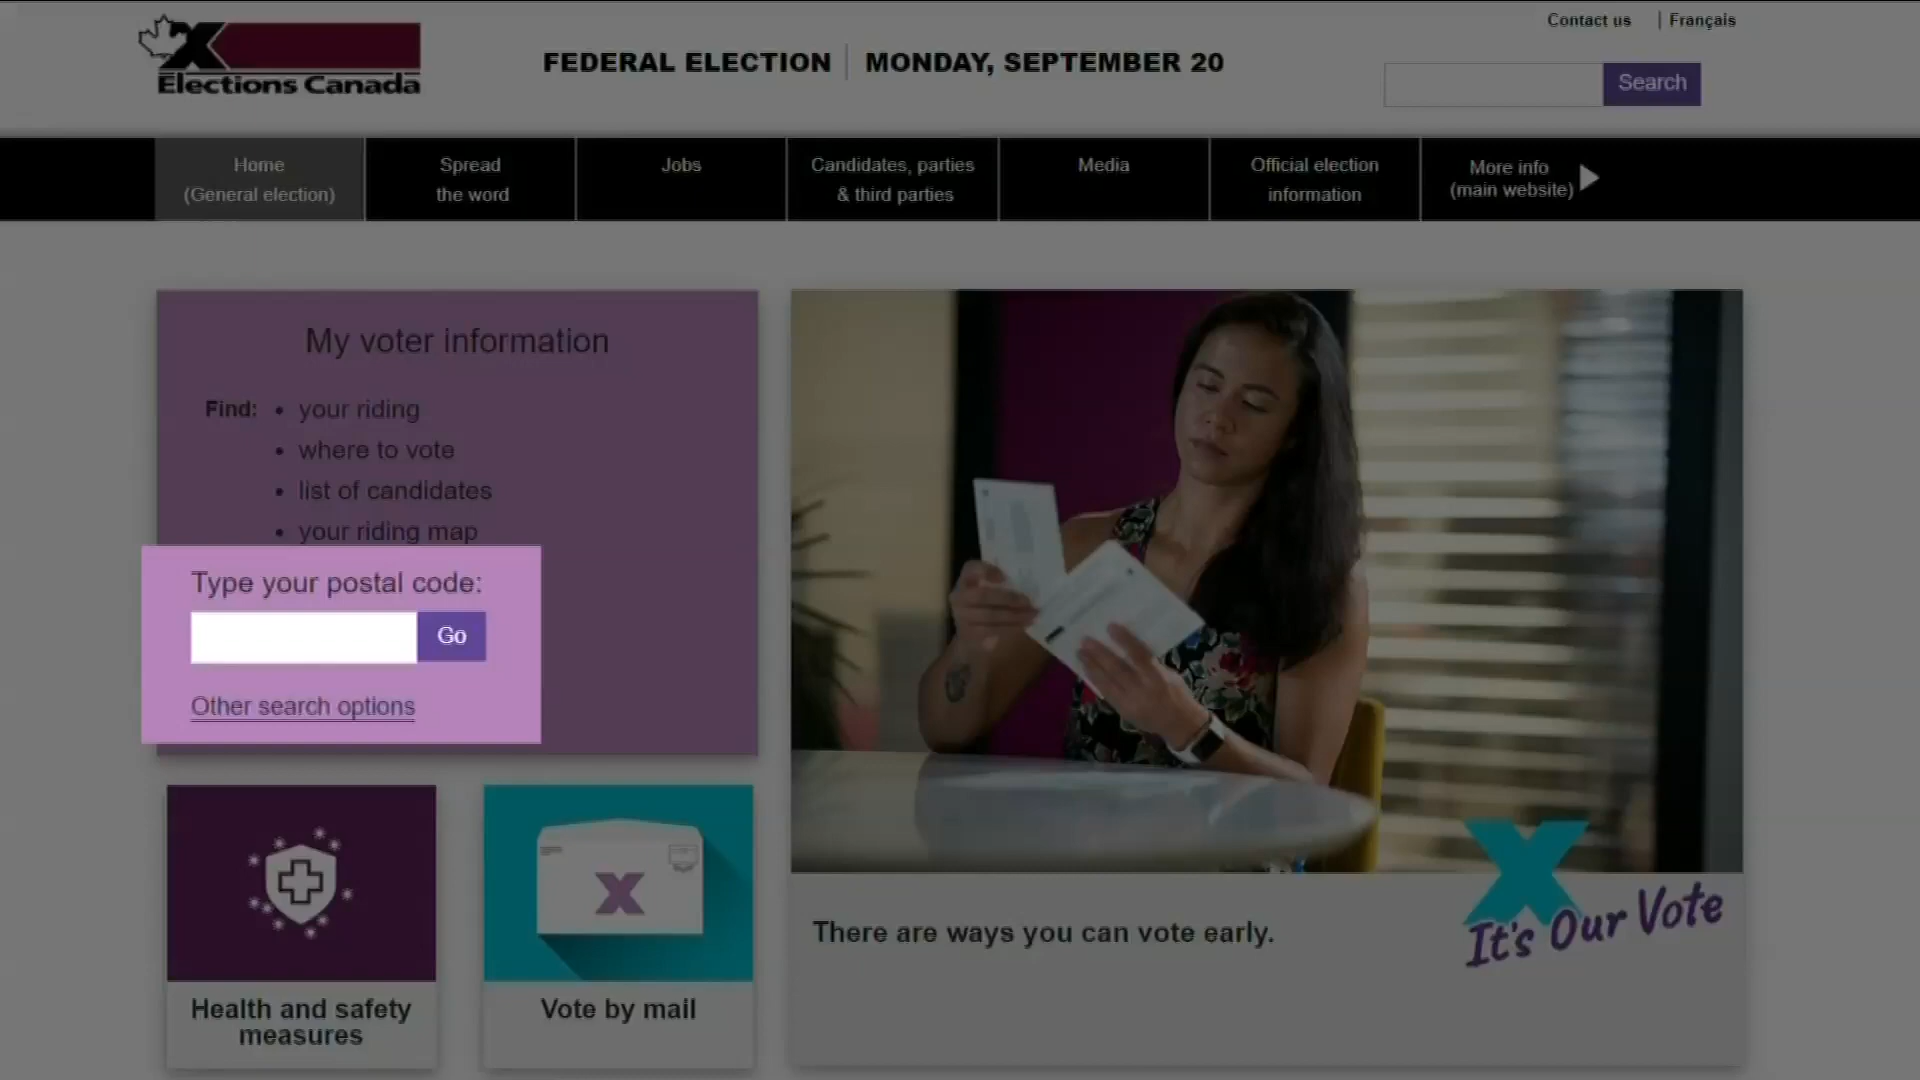 Contact us | Français
Elections Canada
FEDERAL ELECTION | MONDAY, SEPTEMBER 20
Search
Home
(General election)
Spread
the word
Jobs
Candidates, parties
& third parties
Media
Official election
information
More info
(main website)
My voter information
Find:
• your riding
• where to vote
• list of candidates
• your riding map
Type your postal code:
Go
Other search options
Health and safety
measures
X
Vote by mail
There are ways you can vote early.
X
It's Our Vote